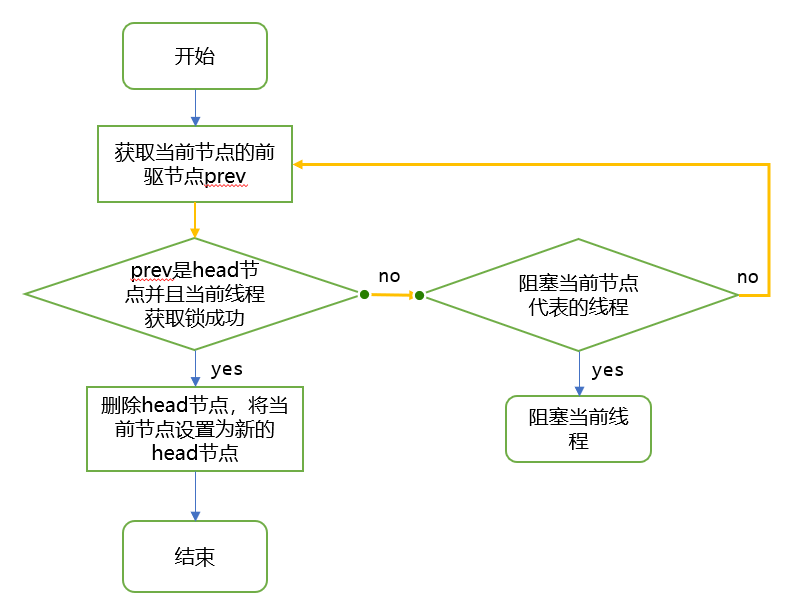 开始
获取当前节点的前
驱节点prev
prev是head节
点并且当前线程
获取锁成功
no
阻塞当前节点
代表的线程
no
yes
yes
删除head节点，将当
前节点设置为新的
head节点
阻塞当前线
程
结束